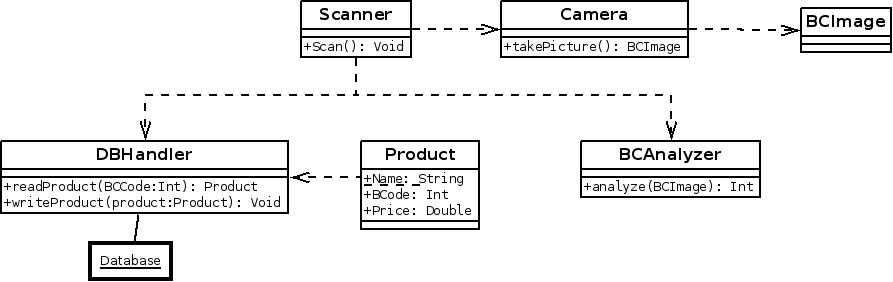 Scanner
+Scan(): Void
Camera
+takePicture(): BCImage
BCImage
DBHandler
+readProduct(BCCode:Int): Product
+writeProduct(product:Product): Void
Product
+Name: String
+BCode: Int
+Price: Double
BCAnalyzer
+analyze(BCImage): Int
Database